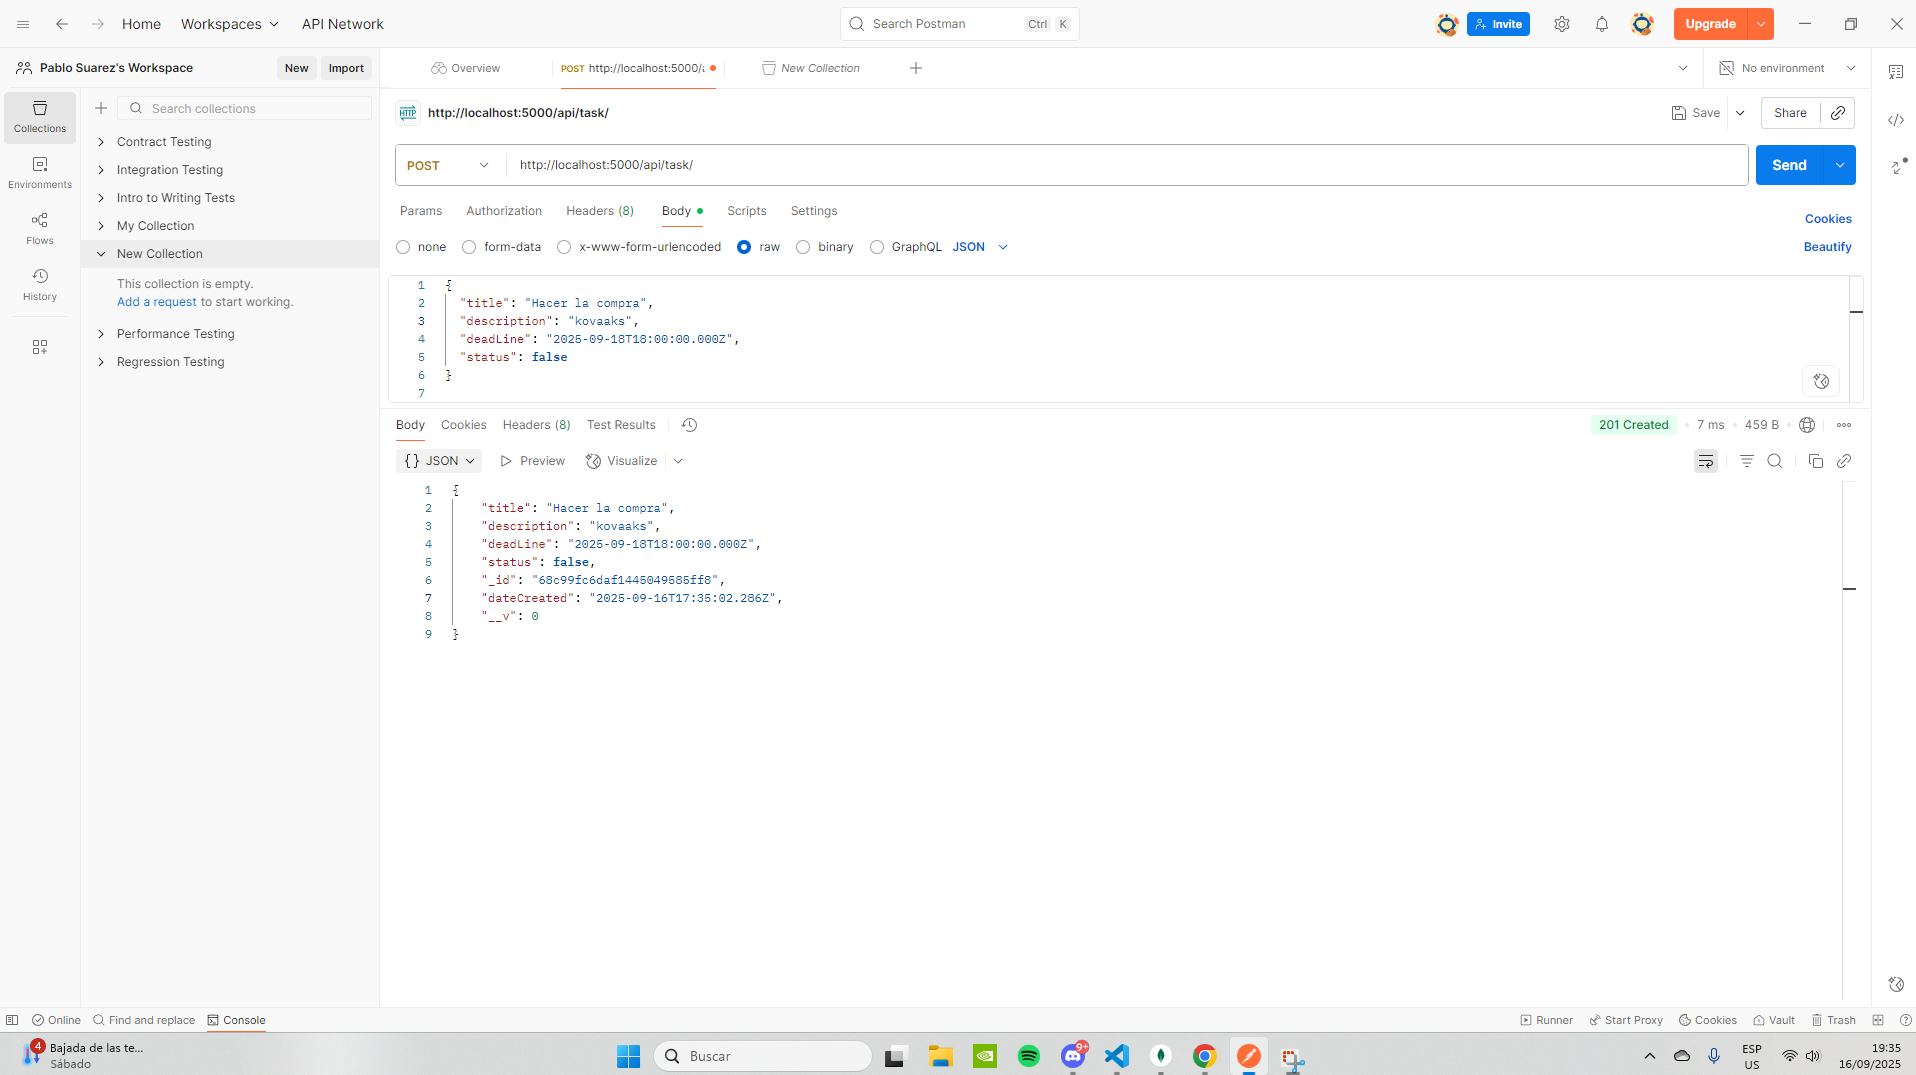 Home Workspaces API Network Search Postman Ctrl K Invite Upgrade
Pablo Suarez's Workspace New Import Overview POST http://localhost:5000/a New Collection No environment
Search collections
Collections
Environments
Flows
History
Contract Testing
Integration Testing
Intro to Writing Tests
My Collection
New Collection
This collection is empty.
Add a request to start working.
Performance Testing
Regression Testing
HTTP http://localhost:5000/api/task/ Save Share
POST http://localhost:5000/api/task/ Send
Params Authorization Headers (8) Body Scripts Settings Cookies
none form-data x-www-form-urlencoded raw binary GraphQL JSON Beautify
1 {
2 "title": "Hacer la compra",
3 "description": "kovaaks",
4 "deadLine": "2025-09-18T18:00:00.000Z",
5 "status": false
6 }
7
Body Cookies Headers (8) Test Results 201 Created 7 ms 459 B
{} JSON Preview Visualize
1 {
2 "title": "Hacer la compra",
3 "description": "kovaaks",
4 "deadLine": "2025-09-18T18:00:00.000Z",
5 "status": false,
6 "_id": "68c99fc6daf1445049585ff8",
7 "dateCreated": "2025-09-16T17:35:02.286Z",
8 "__v": 0
9 }
Online Find and replace Console Runner Start Proxy Cookies Vault Trash
4 Bajada de las te...
Sábado
Buscar
9+
ESP
US
19:35
16/09/2025